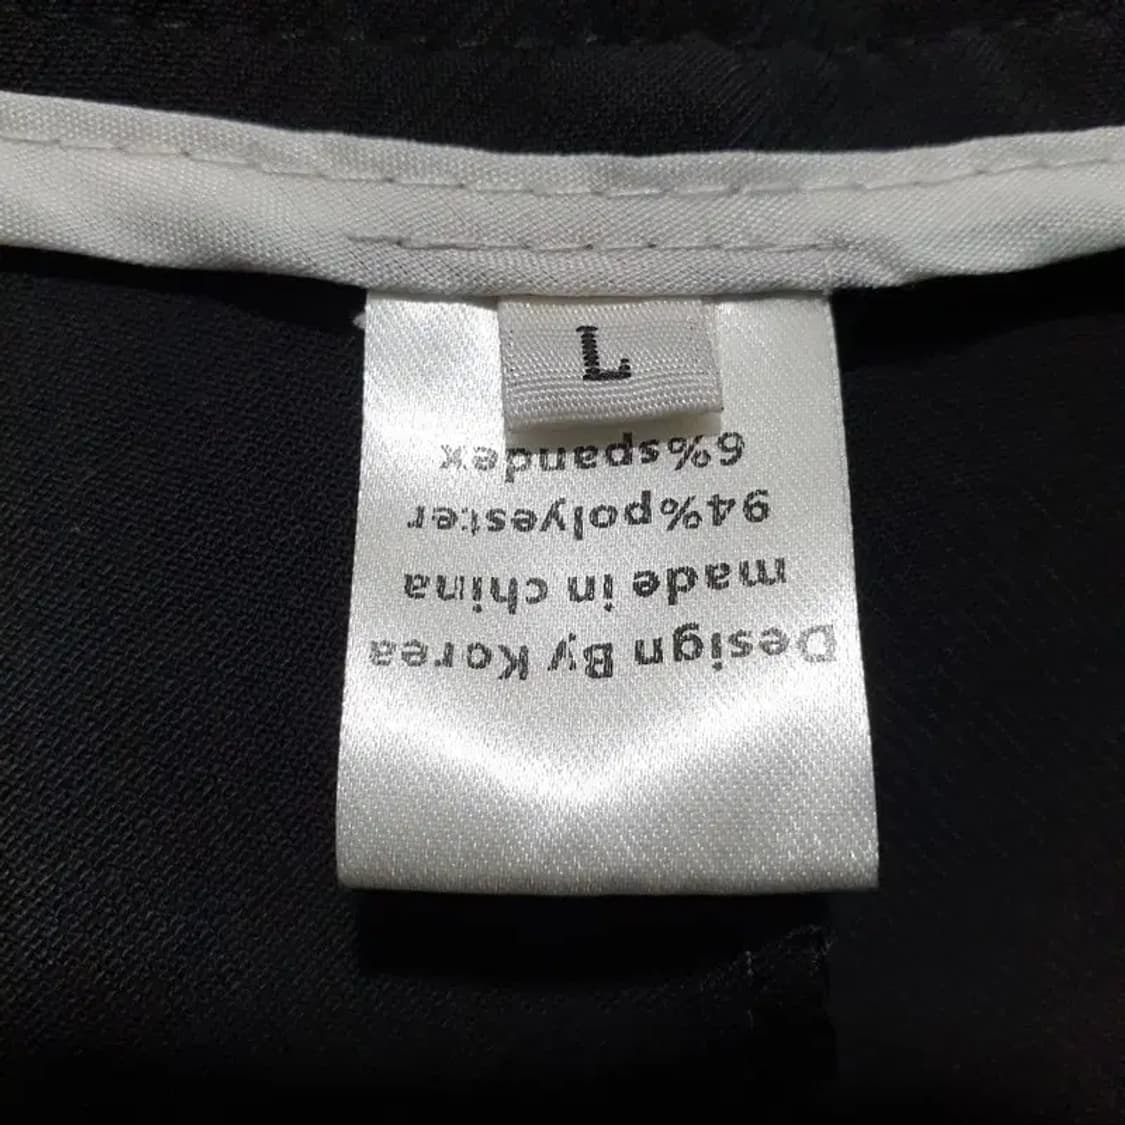 L
Design By Korea
made in china
94%polyester
6%spandex